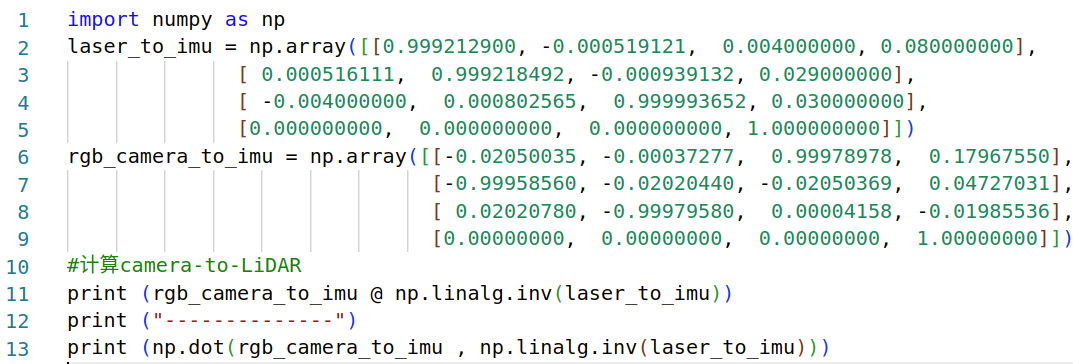 1 import numpy as np
2 laser_to_imu = np.array([[0.999212900, -0.000519121, 0.004000000, 0.080000000],
3 [ 0.000516111, 0.999218492, -0.000939132, 0.029000000],
4 [ -0.004000000, 0.000802565, 0.999993652, 0.030000000],
5 [0.000000000, 0.000000000, 0.000000000, 1.000000000]])
6 rgb_camera_to_imu = np.array([[-0.02050035, -0.00037277, 0.99978978, 0.17967550],
7 [-0.99958560, -0.02020440, -0.02050369, 0.04727031],
8 [ 0.02020780, -0.99979580, 0.00004158, -0.01985536],
9 [0.00000000, 0.00000000, 0.00000000, 1.00000000]])
10 #计算camera-to-LiDAR
11 print (rgb_camera_to_imu @ np.linalg.inv(laser_to_imu))
12 print ("--------------")
13 print (np.dot(rgb_camera_to_imu , np.linalg.inv(laser_to_imu)))